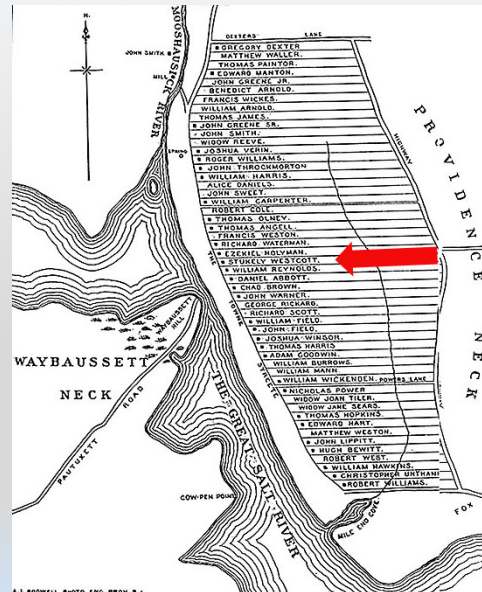 N.
DEXTERS LANE
JOHN SMITH
MILL
MOOSHAUSICK RIVER
GREGORY DEXTER
MATTHEW WALLER.
THOMAS PAINTOR.
EDWARD MANTON.
JOHN GREENE JR.
BENEDICT ARNOLD.
FRANCIS WICKES.
WILLIAM ARNOLD.
THOMAS JAMES.
JOHN GREENE SR.
JOHN SMITH.
WIDOW REEVE.
JOSHUA VERIN.
ROGER WILLIAMS.
JOHN THROCKMORTON
WILLIAM HARRIS.
ALICE DANIELS.
JOHN SWEET.
WILLIAM CARPENTER.
ROBERT COLE.
THOMAS OLNEY.
THOMAS ANGELL.
FRANCIS WESTON.
RICHARD WATERMAN.
EZEKIEL HOLYMAN.
STUKELY WESTCOTT.
WILLIAM REYNOLDS.
DANIEL ABBOTT.
CHAD BROWN.
JOHN WARNER.
GEORGE RICKARD.
RICHARD SCOTT.
WILLIAM FIELD.
JOHN FIELD.
JOSHUA WINSOR.
THOMAS HARRIS
ADAM GOODWIN.
WILLIAM BURROWS.
WILLIAM MANN.
WILLIAM WICKENDEN. POWERS LANE
NICHOLAS POWER
WIDOW JOAN TILER.
WIDOW JANE SEARS.
THOMAS HOPKINS.
EDWARD HART.
MATTHEW WESTON.
JOHN LIPPITT.
HUGH BEWITT.
ROBERT WEST.
WILLIAM HAWKINS.
CHRISTOPHER UNTHANK
ROBERT WILLIAMS.
SPRING
HIGHWAY
PROVIDENCE NECK
THE TOWNE STREETE
WAYBAUSSETT HILL
WAYBAUSSETT
NECK
PAUTUKETT ROAD
THE GREAT SALT RIVER
COW-PEN POINT
MILE END COVE
FOX